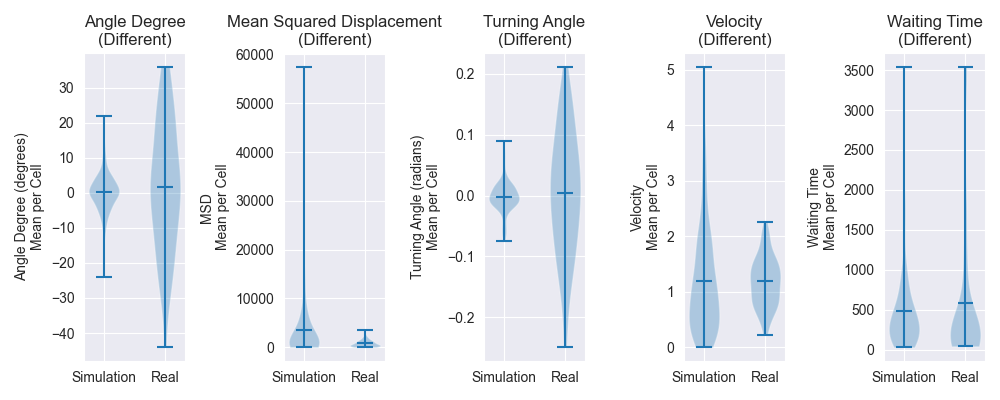 Angle Degree
(Different)
Angle Degree (degrees)
Mean per Cell
30
20
10
0
−10
−20
−30
−40
Simulation
Real
Mean Squared Displacement
(Different)
MSD
Mean per Cell
60000
50000
40000
30000
20000
10000
0
Simulation
Real
Turning Angle
(Different)
Turning Angle (radians)
Mean per Cell
0.2
0.1
0.0
−0.1
−0.2
Simulation
Real
Velocity
(Different)
Velocity
Mean per Cell
5
4
3
2
1
0
Simulation
Real
Waiting Time
(Different)
Waiting Time
Mean per Cell
3500
3000
2500
2000
1500
1000
500
0
Simulation
Real